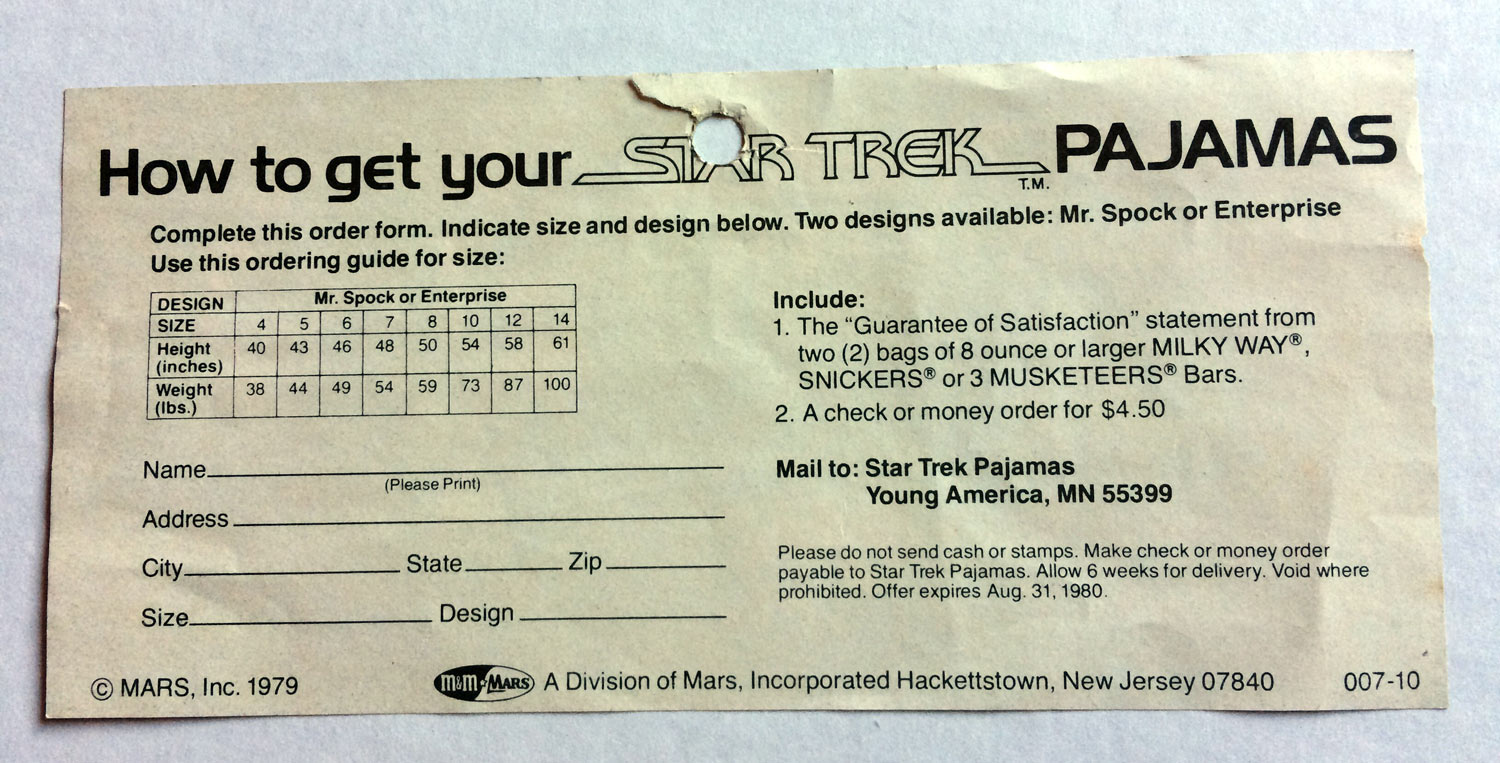 How to get your STAR TREK T.M. PAJAMAS
Complete this order form. Indicate size and design below. Two designs available: Mr. Spock or Enterprise
Use this ordering guide for size:
DESIGN Mr. Spock or Enterprise
SIZE 4 5 6 7 8 10 12 14
Height 40 43 46 48 50 54 58 61
(inches)
Weight 38 44 49 54 59 73 87 100
(lbs.)
Name
(Please Print)
Address
City State Zip
Size Design
Include:
1. The “Guarantee of Satisfaction” statement from
two (2) bags of 8 ounce or larger MILKY WAY®,
SNICKERS® or 3 MUSKETEERS® Bars.
2. A check or money order for $4.50
Mail to: Star Trek Pajamas
Young America, MN 55399
Please do not send cash or stamps. Make check or money order
payable to Star Trek Pajamas. Allow 6 weeks for delivery. Void where
prohibited. Offer expires Aug. 31, 1980.
© MARS, Inc. 1979 m&m MARS A Division of Mars, Incorporated Hackettstown, New Jersey 07840 007-10